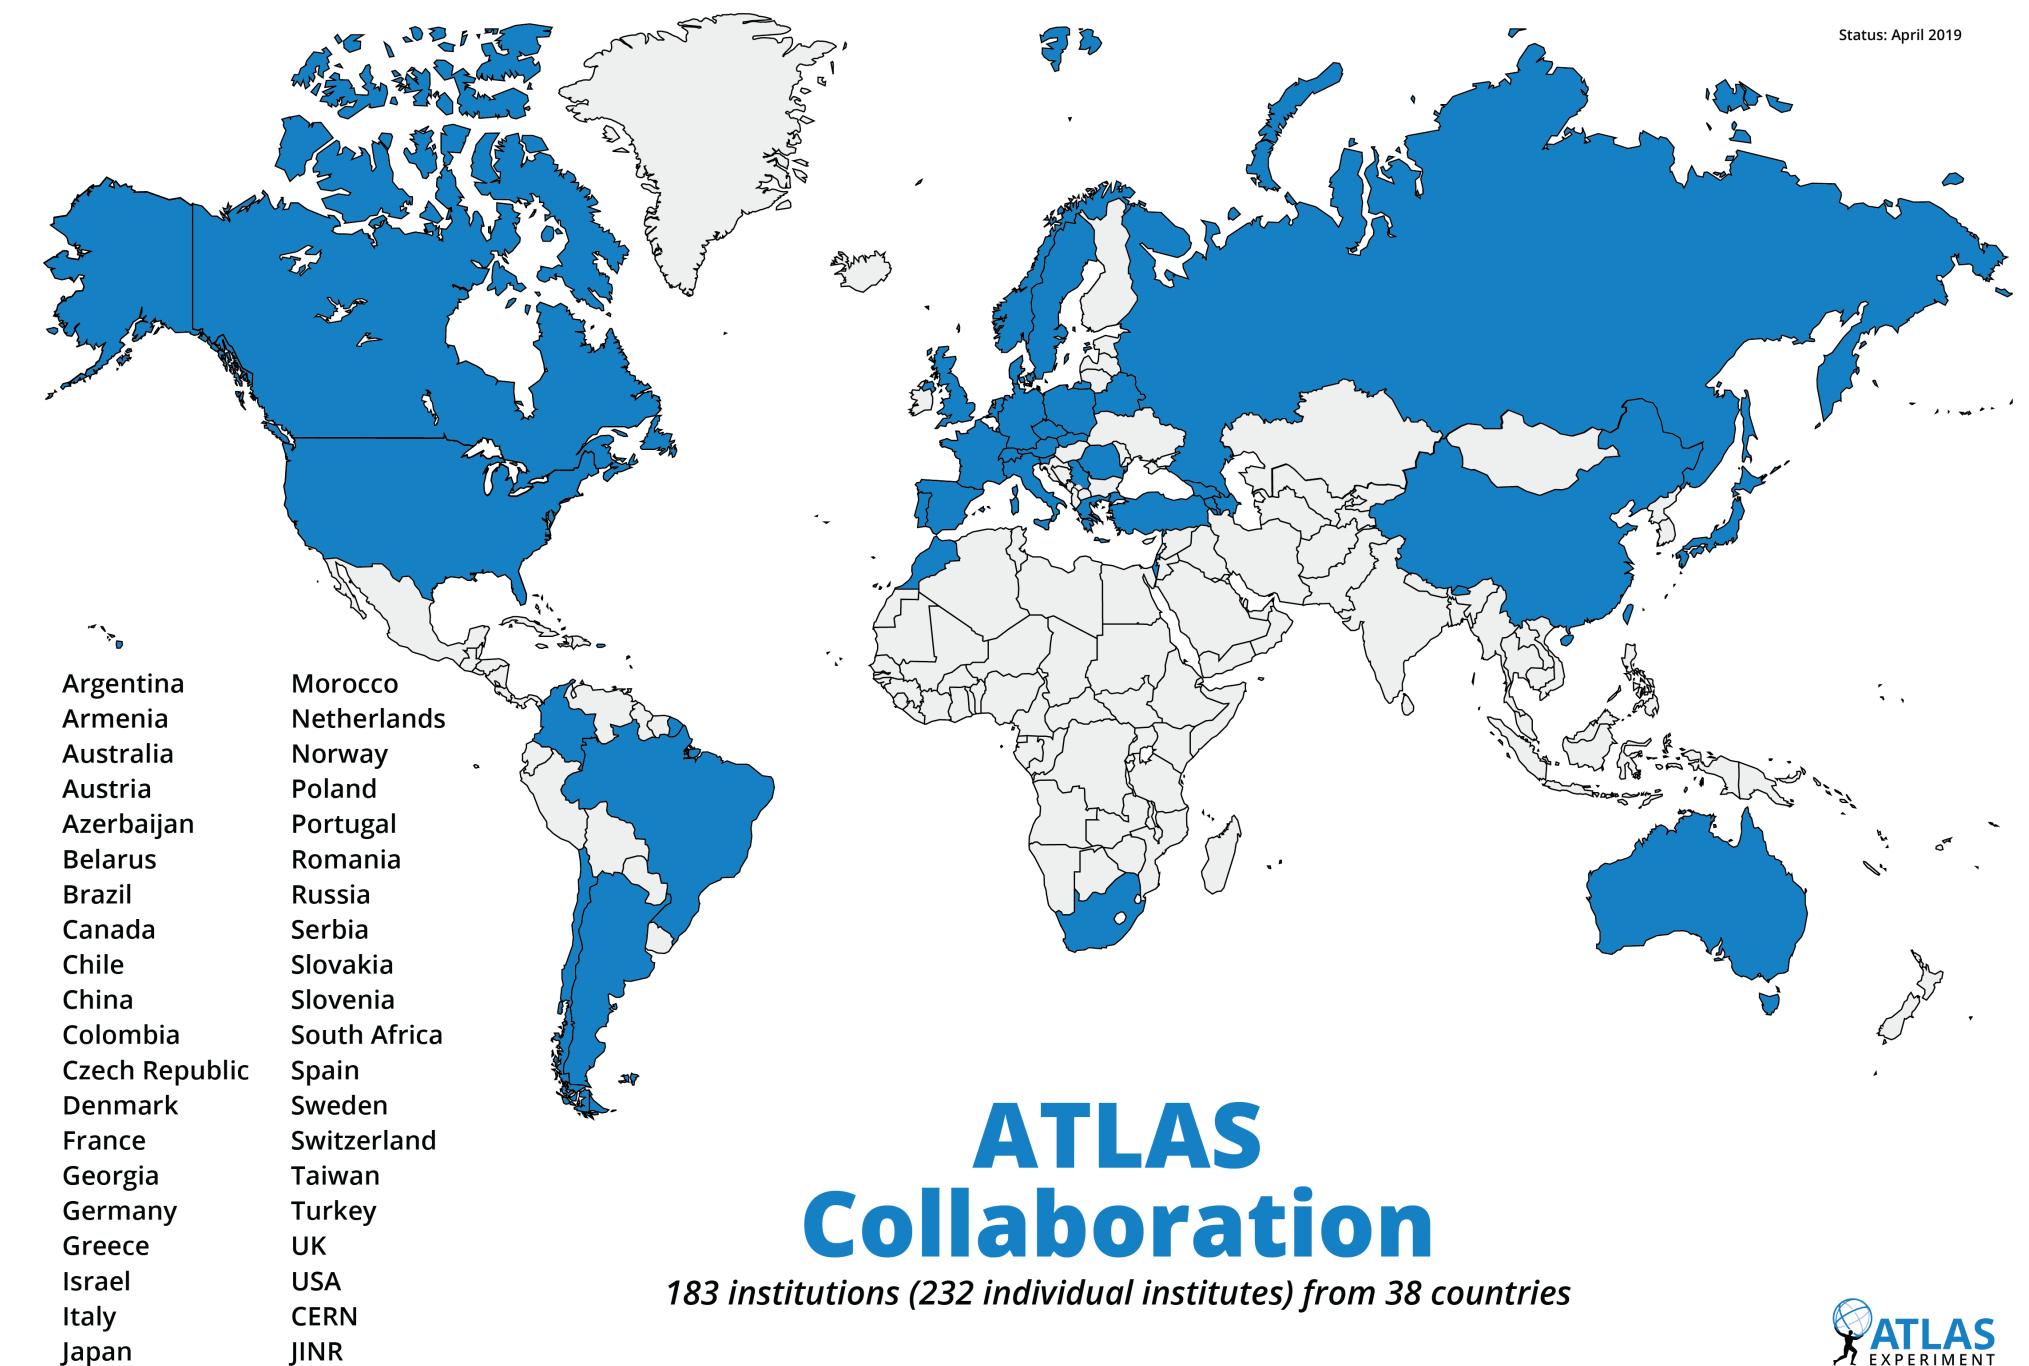 Status: April 2019
Argentina
Armenia
Australia
Austria
Azerbaijan
Belarus
Brazil
Canada
Chile
China
Colombia
Czech Republic
Denmark
France
Georgia
Germany
Greece
Israel
Italy
Japan
Morocco
Netherlands
Norway
Poland
Portugal
Romania
Russia
Serbia
Slovakia
Slovenia
South Africa
Spain
Sweden
Switzerland
Taiwan
Turkey
UK
USA
CERN
JINR
ATLAS
Collaboration
183 institutions (232 individual institutes) from 38 countries
ATLAS
EXPERIMENT